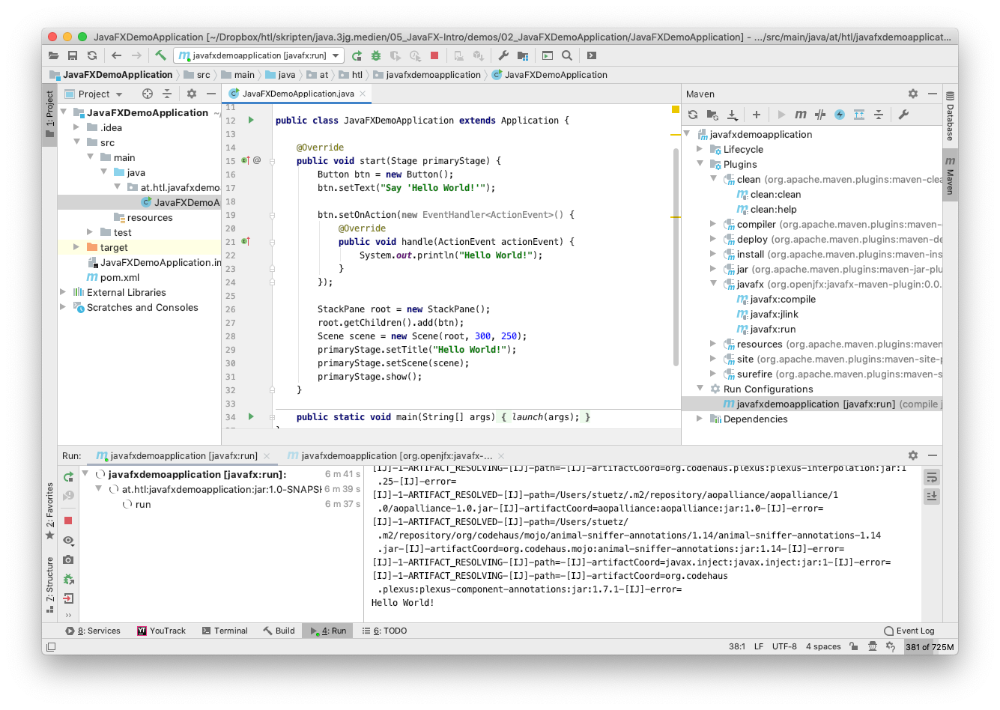 JavaFXDemoApplication [~/Dropbox/htl/skripten/java.3jg.medien/05_JavaFX-Intro/demos/02_JavaFXDemoApplication/JavaFXDemoApplication] – .../src/main/java/at/htl/javafxdemoapplicat...
javafxdemoapplication [javafx:run]
JavaFXDemoApplication
src
main
java
at
htl
javafxdemoapplication
JavaFXDemoApplication
1: Project
2: Favorites
Z: Structure
Project
JavaFXDemoApplication ~/
.idea
src
main
java
at.htl.javafxdemo
JavaFXDemoA
resources
test
target
JavaFXDemoApplication.im
pom.xml
External Libraries
Scratches and Consoles
JavaFXDemoApplication.java
11
12 public class JavaFXDemoApplication extends Application {
13
14 @Override
15 @ public void start(Stage primaryStage) {
16 Button btn = new Button();
17 btn.setText("Say 'Hello World!'");
18
19 btn.setOnAction(new EventHandler<ActionEvent>() {
20 @Override
21 public void handle(ActionEvent actionEvent) {
22 System.out.println("Hello World!");
23 }
24 });
25
26 StackPane root = new StackPane();
27 root.getChildren().add(btn);
28 Scene scene = new Scene(root, 300, 250);
29 primaryStage.setTitle("Hello World!");
30 primaryStage.setScene(scene);
31 primaryStage.show();
32 }
33
34 public static void main(String[] args) { launch(args); }
Maven
javafxdemoapplication
Lifecycle
Plugins
clean (org.apache.maven.plugins:maven-clea
clean:clean
clean:help
compiler (org.apache.maven.plugins:maven-
deploy (org.apache.maven.plugins:maven-de
install (org.apache.maven.plugins:maven-ins
jar (org.apache.maven.plugins:maven-jar-plu
javafx (org.openjfx:javafx-maven-plugin:0.0.
javafx:compile
javafx:jlink
javafx:run
resources (org.apache.maven.plugins:maven
site (org.apache.maven.plugins:maven-site-p
surefire (org.apache.maven.plugins:maven-s
Run Configurations
javafxdemoapplication [javafx:run] (compile j
Dependencies
Database
Maven
Run:
javafxdemoapplication [javafx:run]
javafxdemoapplication [org.openjfx:javafx-...
javafxdemoapplication [javafx:run]: 6 m 41 s
at.htl:javafxdemoapplication:jar:1.0-SNAPSH 6 m 39 s
run 6 m 37 s
[IJ]-1-ARTIFACT_RESOLVING-[IJ]-path=-[IJ]-artifactCoord=org.codehaus.plexus:plexus-interpolation:jar:1
.25-[IJ]-error=
[IJ]-1-ARTIFACT_RESOLVED-[IJ]-path=/Users/stuetz/.m2/repository/aopalliance/aopalliance/1
.0/aopalliance-1.0.jar-[IJ]-artifactCoord=aopalliance:aopalliance:jar:1.0-[IJ]-error=
[IJ]-1-ARTIFACT_RESOLVED-[IJ]-path=/Users/stuetz/
.m2/repository/org/codehaus/mojo/animal-sniffer-annotations/1.14/animal-sniffer-annotations-1.14
.jar-[IJ]-artifactCoord=org.codehaus.mojo:animal-sniffer-annotations:jar:1.14-[IJ]-error=
[IJ]-1-ARTIFACT_RESOLVING-[IJ]-path=-[IJ]-artifactCoord=javax.inject:javax.inject:jar:1-[IJ]-error=
[IJ]-1-ARTIFACT_RESOLVING-[IJ]-path=-[IJ]-artifactCoord=org.codehaus
.plexus:plexus-component-annotations:jar:1.7.1-[IJ]-error=
Hello World!
8: Services
YT YouTrack
Terminal
Build
4: Run
6: TODO
Event Log
38:1 LF UTF-8 4 spaces
381 of 725M